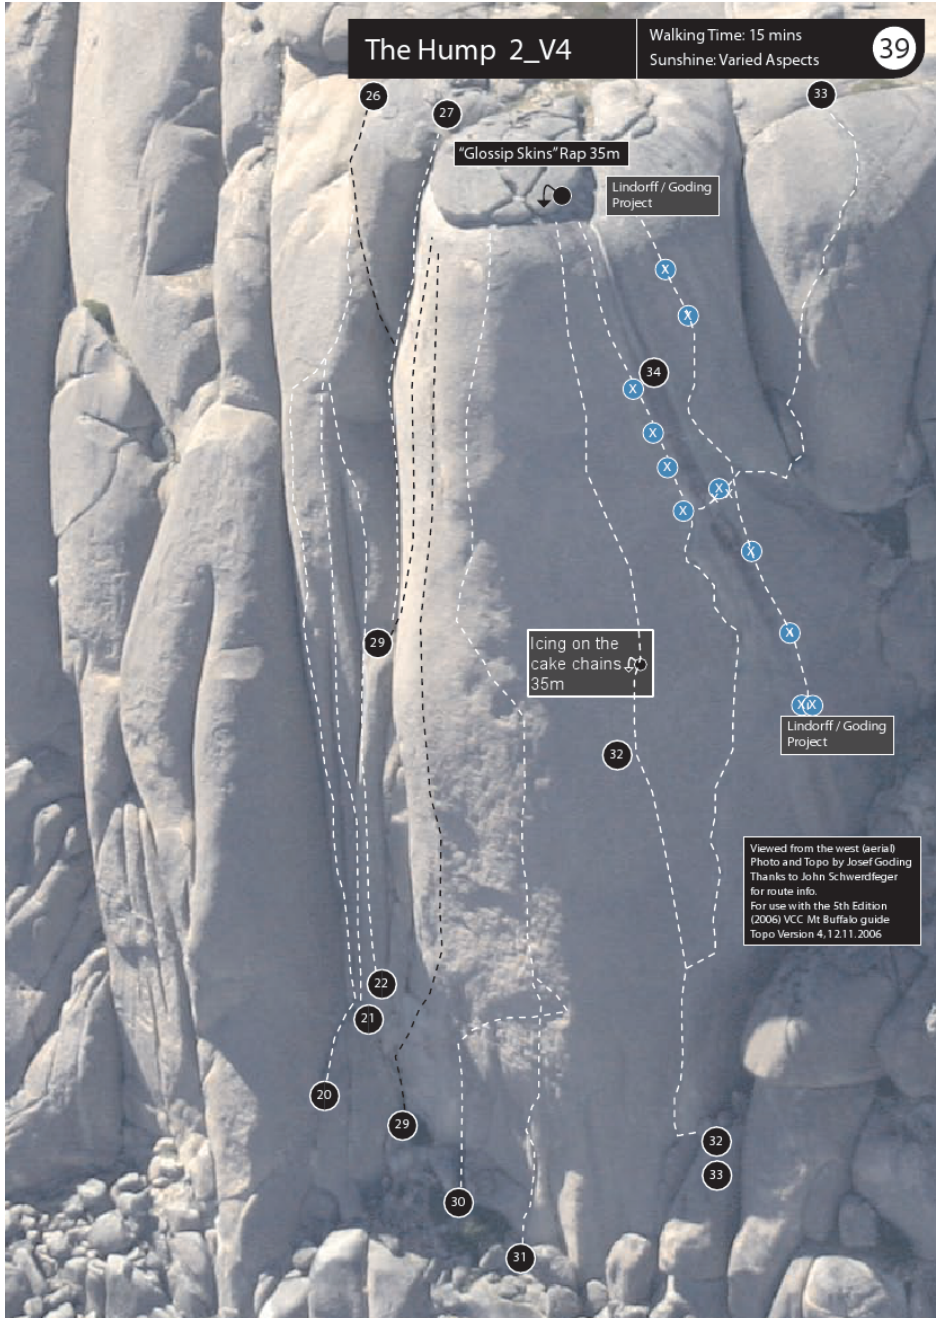 The Hump 2_V4
Walking Time: 15 mins
Sunshine: Varied Aspects
39
26
27
33
"Glossip Skins" Rap 35m
Lindorff / Goding
Project
X
X
34
X
X
X
X
X
X
29
Icing on the
cake chains
35m
X
X X
Lindorff / Goding
Project
32
Viewed from the west (aerial)
Photo and Topo by Josef Goding
Thanks to John Schwerdfeger
for route info.
For use with the 5th Edition
(2006) VCC Mt Buffalo guide
Topo Version 4, 12.11.2006
22
21
20
29
32
33
30
31